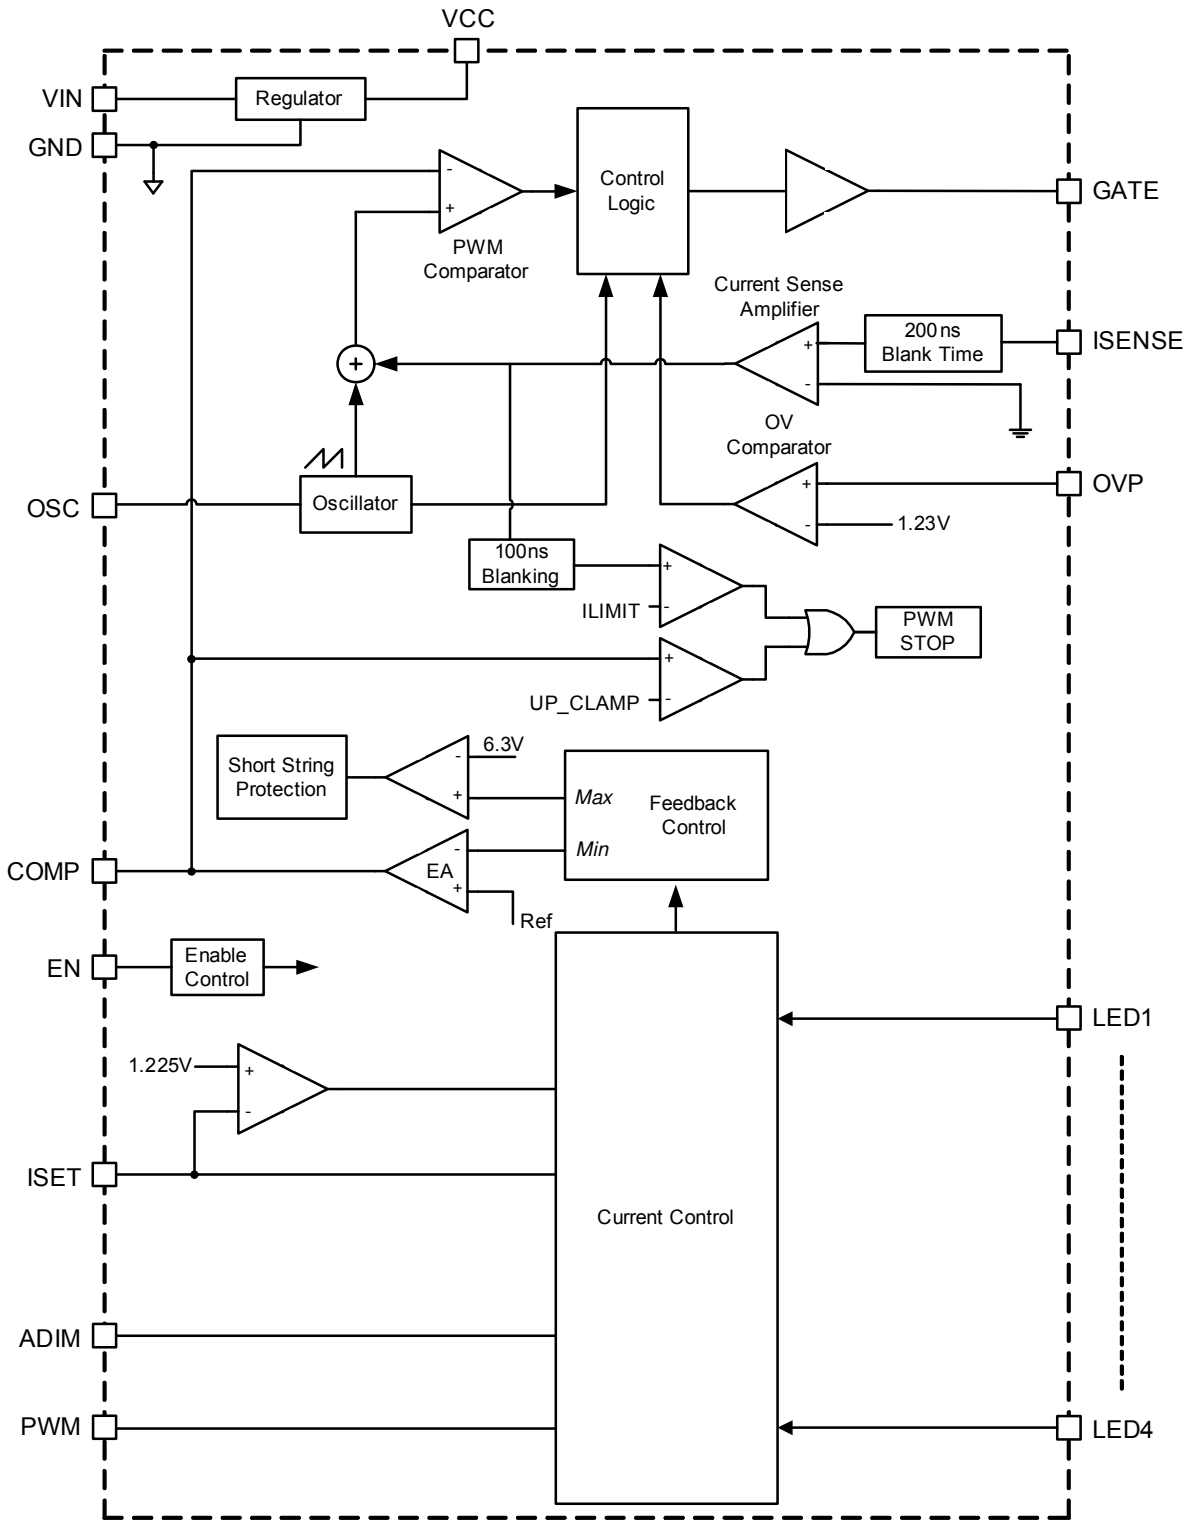 VCC
VIN
Regulator
GND
-
+
PWM
Comparator
Control
Logic
GATE
Current Sense
Amplifier
+
-
200ns
Blank Time
ISENSE
+
OV
Comparator
OSC
Oscillator
+
-
1.23V
OVP
100ns
Blanking
+
-
ILIMIT
PWM
STOP
+
-
UP_CLAMP
Short String
Protection
-
+
6.3V
Max
Min
Feedback
Control
COMP
EA
-
+
Ref
EN
Enable
Control
LED1
1.225V
+
-
ISET
Current Control
ADIM
PWM
LED4